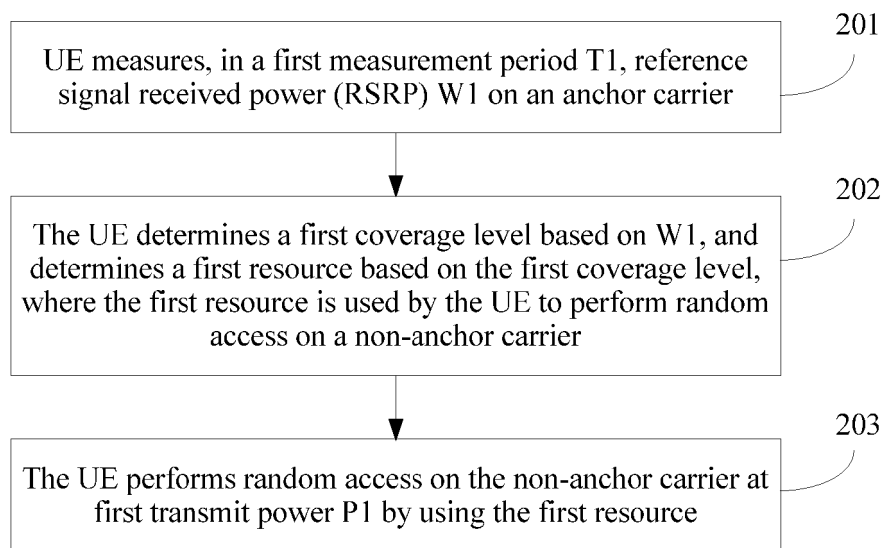 201
UE measures, in a first measurement period T1, reference
signal received power (RSRP) W1 on an anchor carrier
202
The UE determines a first coverage level based on W1, and
determines a first resource based on the first coverage level,
where the first resource is used by the UE to perform random
access on a non-anchor carrier
203
The UE performs random access on the non-anchor carrier at
first transmit power P1 by using the first resource